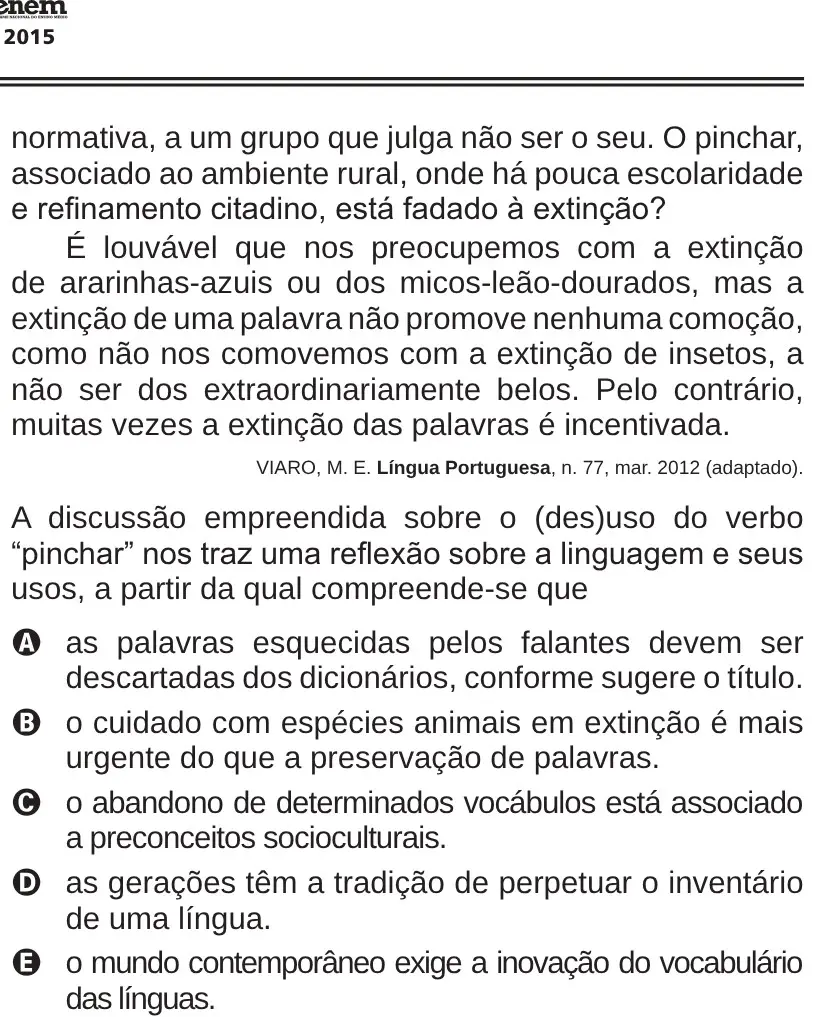 enem
EXAME NACIONAL DO ENSINO MÉDIO
2015
normativa, a um grupo que julga não ser o seu. O pinchar,
associado ao ambiente rural, onde há pouca escolaridade
e refinamento citadino, está fadado à extinção?
É louvável que nos preocupemos com a extinção
de ararinhas-azuis ou dos micos-leão-dourados, mas a
extinção de uma palavra não promove nenhuma comoção,
como não nos comovemos com a extinção de insetos, a
não ser dos extraordinariamente belos. Pelo contrário,
muitas vezes a extinção das palavras é incentivada.
VIARO, M. E. Língua Portuguesa, n. 77, mar. 2012 (adaptado).
A discussão empreendida sobre o (des)uso do verbo
“pinchar” nos traz uma reflexão sobre a linguagem e seus
usos, a partir da qual compreende-se que
A as palavras esquecidas pelos falantes devem ser
descartadas dos dicionários, conforme sugere o título.
B o cuidado com espécies animais em extinção é mais
urgente do que a preservação de palavras.
C o abandono de determinados vocábulos está associado
a preconceitos socioculturais.
D as gerações têm a tradição de perpetuar o inventário
de uma língua.
E o mundo contemporâneo exige a inovação do vocabulário
das línguas.